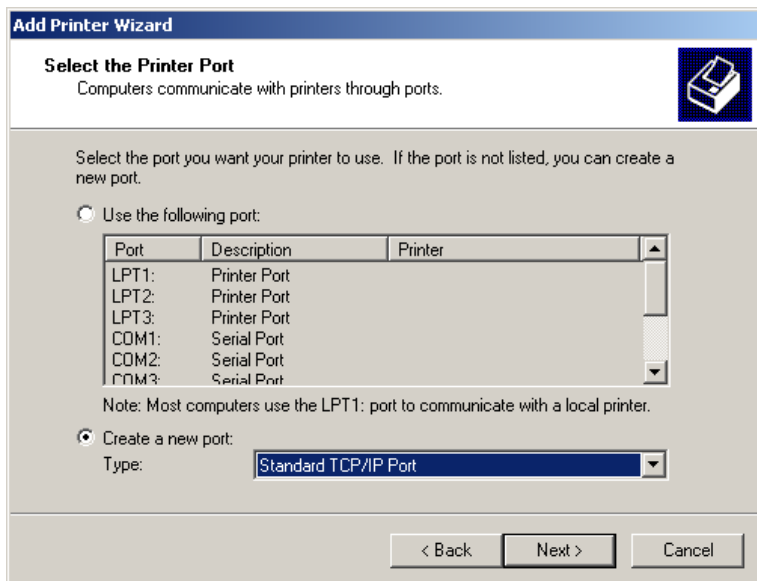 Add Printer Wizard
Select the Printer Port
Computers communicate with printers through ports.
Select the port you want your printer to use. If the port is not listed, you can create a
new port.
Use the following port:
Port Description Printer
LPT1: Printer Port
LPT2: Printer Port
LPT3: Printer Port
COM1: Serial Port
COM2: Serial Port
COM3: Serial Port
Note: Most computers use the LPT1: port to communicate with a local printer.
Create a new port:
Type: Standard TCP/IP Port
< Back Next > Cancel